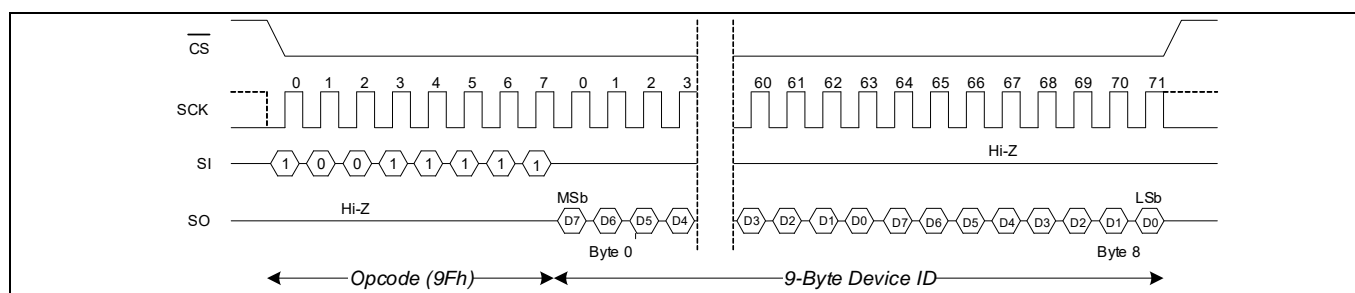 CS
0 1 2 3 4 5 6 7 0 1 2 3 60 61 62 63 64 65 66 67 68 69 70 71
SCK
SI 1 0 0 1 1 1 1 1 Hi-Z
Hi-Z MSb LSb
SO D7 D6 D5 D4 D3 D2 D1 D0 D7 D6 D5 D4 D3 D2 D1 D0
Byte 0 Byte 8
Opcode (9Fh) 9-Byte Device ID